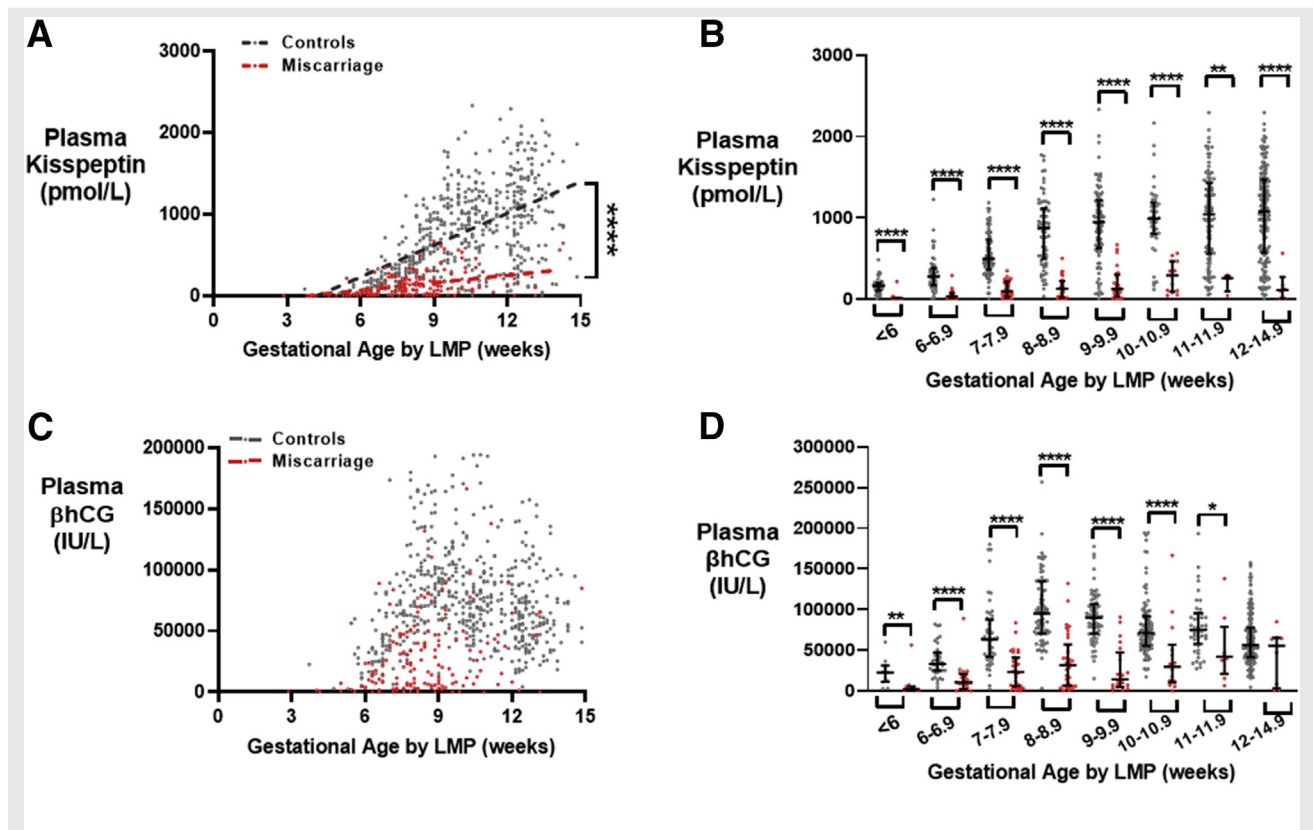 A
Controls
Miscarriage
3000
2000
1000
0
Plasma
Kisspeptin
(pmol/L)
****
0 3 6 9 12 15
Gestational Age by LMP (weeks)
B
3000
2000
1000
0
Plasma
Kisspeptin
(pmol/L)
**** **** **** **** **** **** ** ****
<6 6-6.9 7-7.9 8-8.9 9-9.9 10-10.9 11-11.9 12-14.9
Gestational Age by LMP (weeks)
C
Controls
Miscarriage
200000
150000
100000
50000
0
Plasma
βhCG
(IU/L)
0 3 6 9 12 15
Gestational Age by LMP (weeks)
D
300000
250000
200000
150000
100000
50000
0
Plasma
βhCG
(IU/L)
** **** **** **** **** **** *
<6 6-6.9 7-7.9 8-8.9 9-9.9 10-10.9 11-11.9 12-14.9
Gestational Age by LMP (weeks)